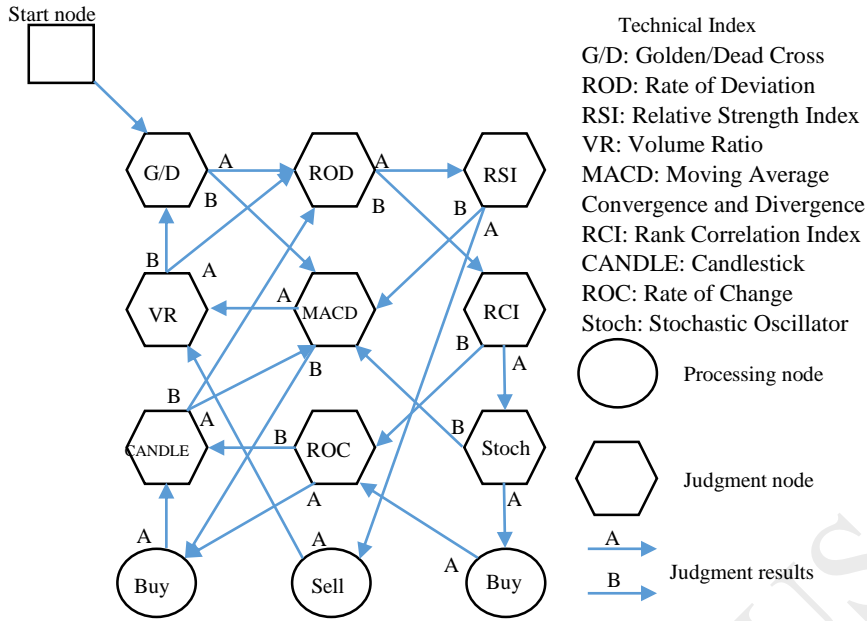 Start node
Technical Index
G/D: Golden/Dead Cross
ROD: Rate of Deviation
RSI: Relative Strength Index
VR: Volume Ratio
MACD: Moving Average
Convergence and Divergence
RCI: Rank Correlation Index
CANDLE: Candlestick
ROC: Rate of Change
Stoch: Stochastic Oscillator
Processing node
Judgment node
A
B
Judgment results
G/D
A
B
ROD
A
B
RSI
B
A
VR
B
A
MACD
A
B
RCI
B
A
CANDLE
B
A
ROC
B
A
Stoch
B
A
Buy
A
Sell
A
Buy
A